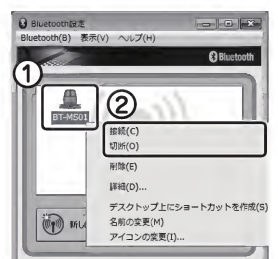 Bluetooth設定
Bluetooth(B) 表示(V) ヘルプ(H)
Bluetooth
①
②
BT-MS01
接続(C)
切断(O)
削除(E)
詳細(D)...
デスクトップ上にショートカットを作成(S)
名前の変更(M)
アイコンの変更(I)...
新し